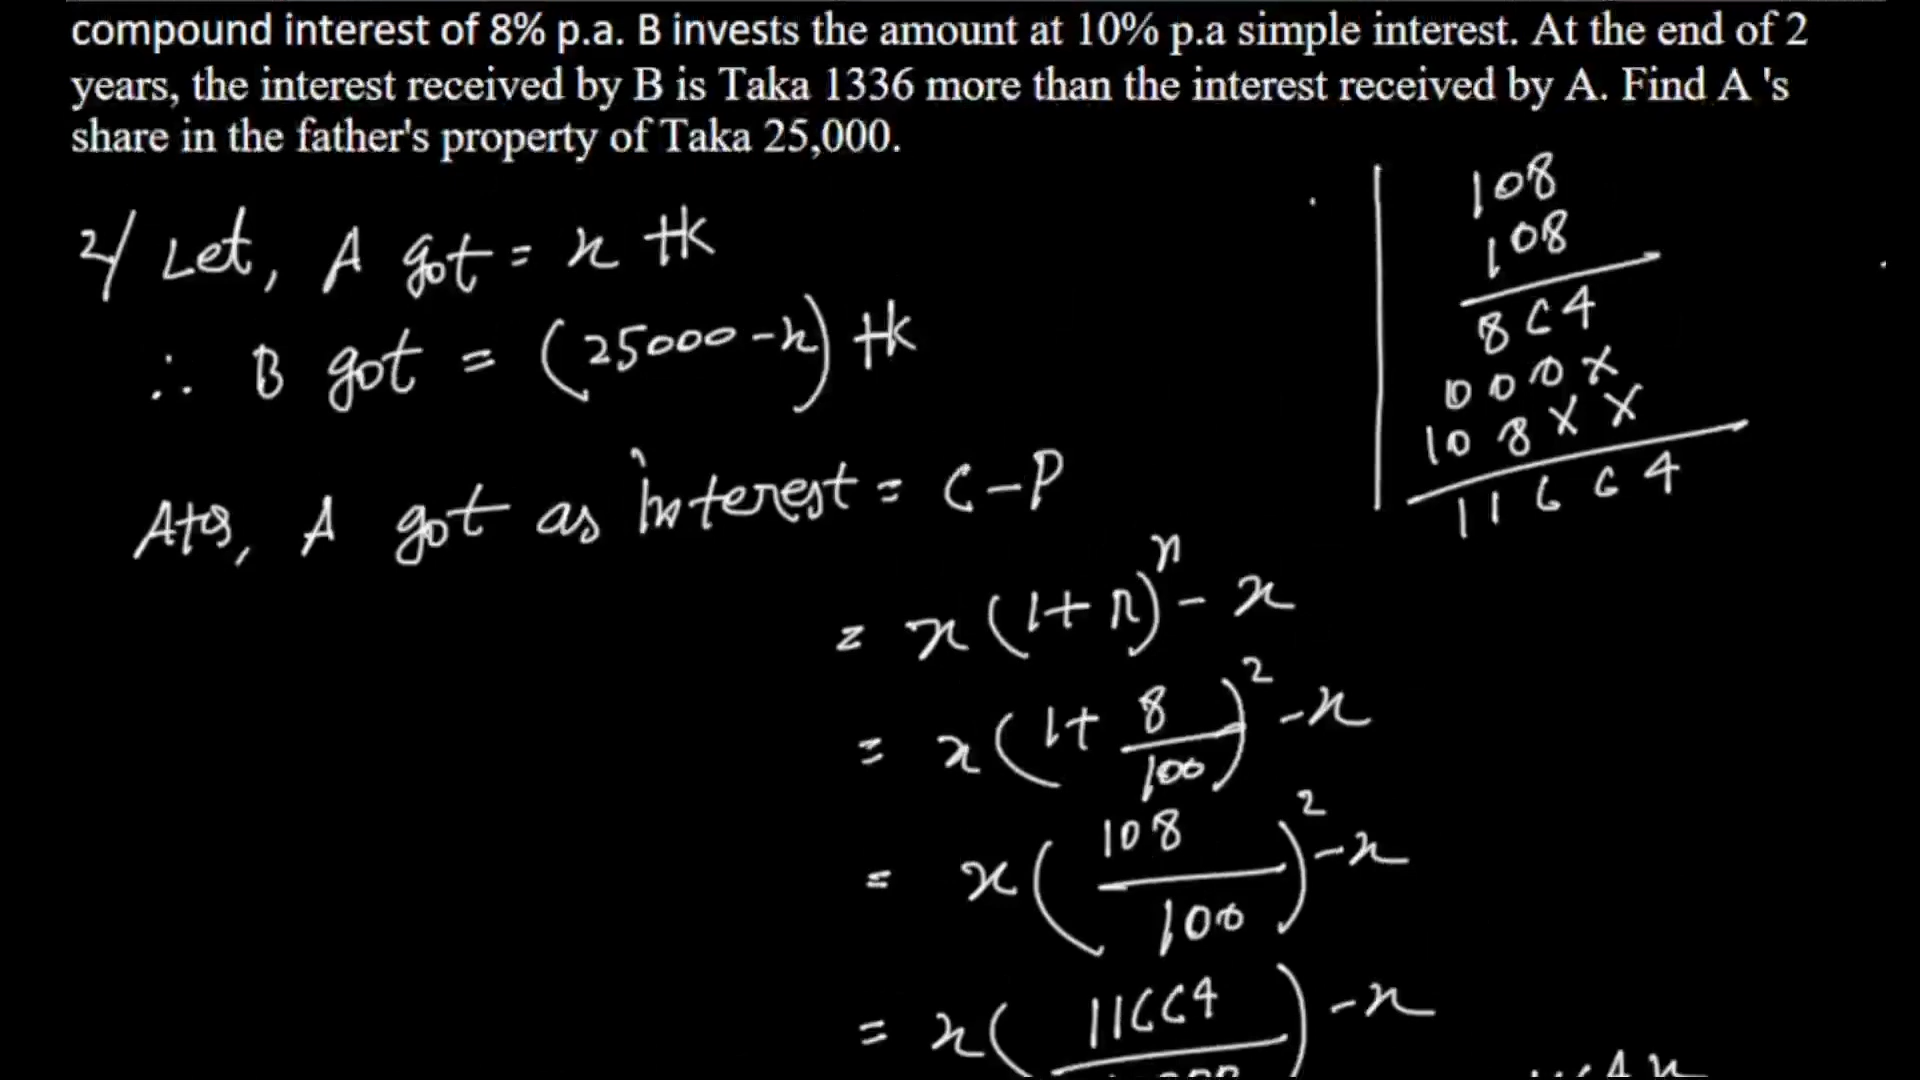 compound interest of 8% p.a. B invests the amount at 10% p.a simple interest. At the end of 2
years, the interest received by B is Taka 1336 more than the interest received by A. Find A 's
share in the father's property of Taka 25,000.
2/ Let, A got = x tk
∴ B got = (25000 - x) tk
Atq, A got as interest = C - P
= x (1 + r)^n - x
= x (1 + 8/100)^2 - x
= x (108/100)^2 - x
= x (11664
) - x
108
108
864
000x
108xx
11664